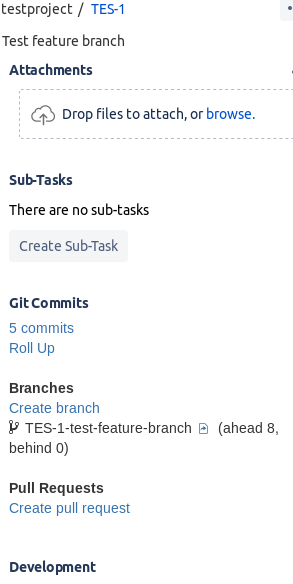 testproject / TES-1
Test feature branch
Attachments
Drop files to attach, or browse.
Sub-Tasks
There are no sub-tasks
Create Sub-Task
Git Commits
5 commits
Roll Up
Branches
Create branch
TES-1-test-feature-branch (ahead 8,
behind 0)
Pull Requests
Create pull request
Development